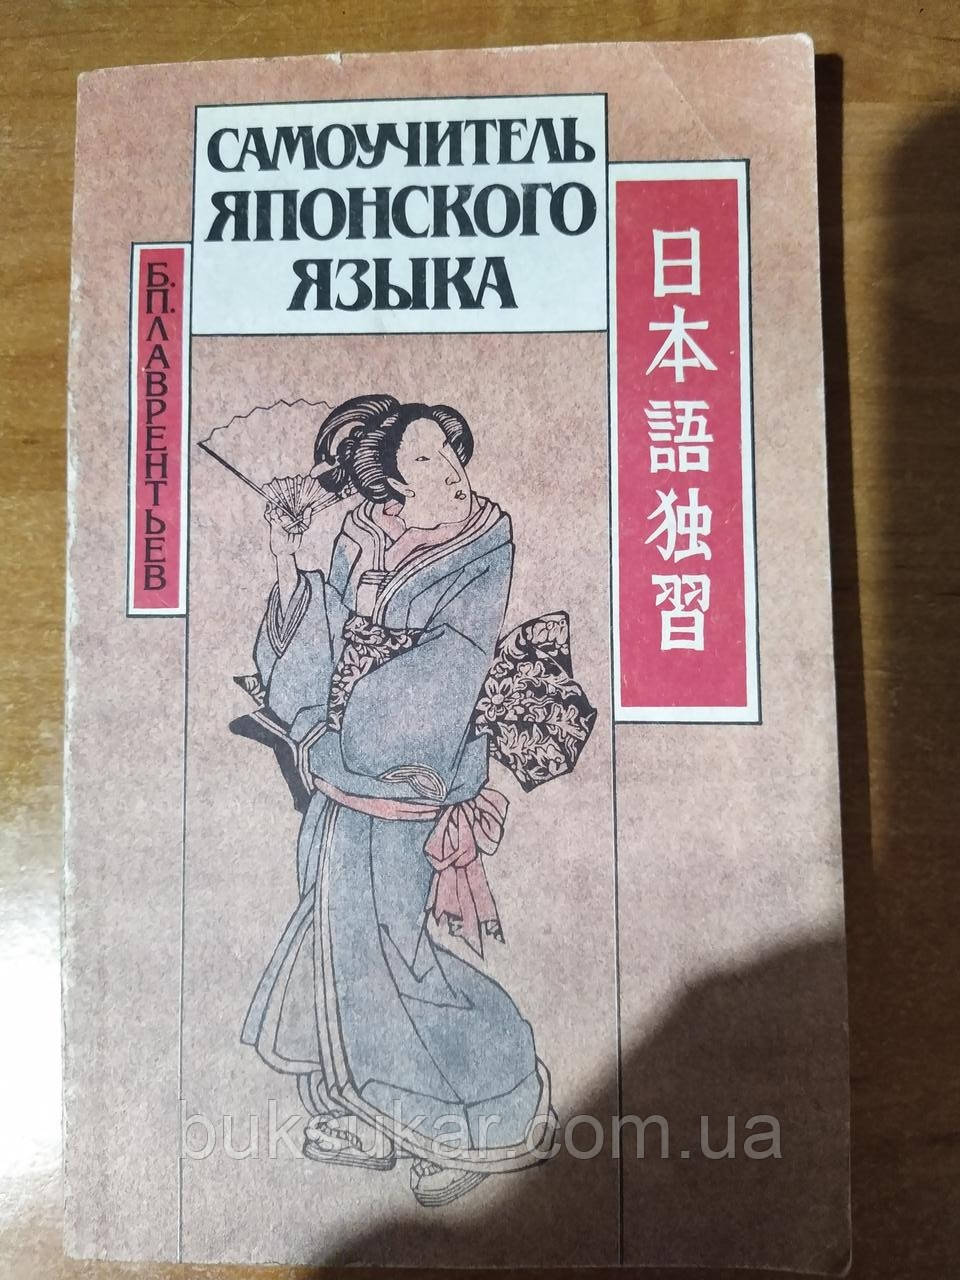 САМОУЧИТЕЛЬ
ЯПОНСКОГО
ЯЗЫКА
Б.П.ЛАВРЕНТЬЕВ
日本語独習
buksukar.com.ua